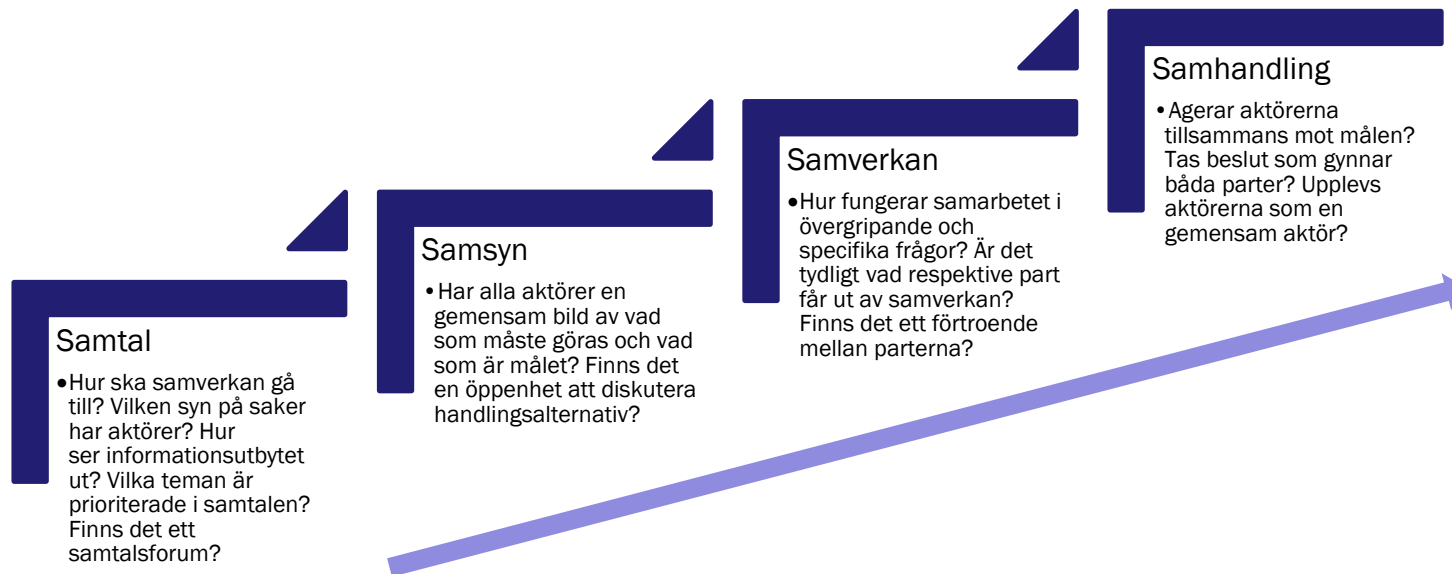 Samtal
•Hur ska samverkan gå
till? Vilken syn på saker
har aktörer? Hur
ser informationsutbytet
ut? Vilka teman är
prioriterade i samtalen?
Finns det ett
samtalsforum?
Samsyn
•Har alla aktörer en
gemensam bild av vad
som måste göras och vad
som är målet? Finns det
en öppenhet att diskutera
handlingsalternativ?
Samverkan
•Hur fungerar samarbetet i
övergripande och
specifika frågor? Är det
tydligt vad respektive part
får ut av samverkan?
Finns det ett förtroende
mellan parterna?
Samhandling
•Agerar aktörerna
tillsammans mot målen?
Tas beslut som gynnar
båda parter? Upplevs
aktörerna som en
gemensam aktör?